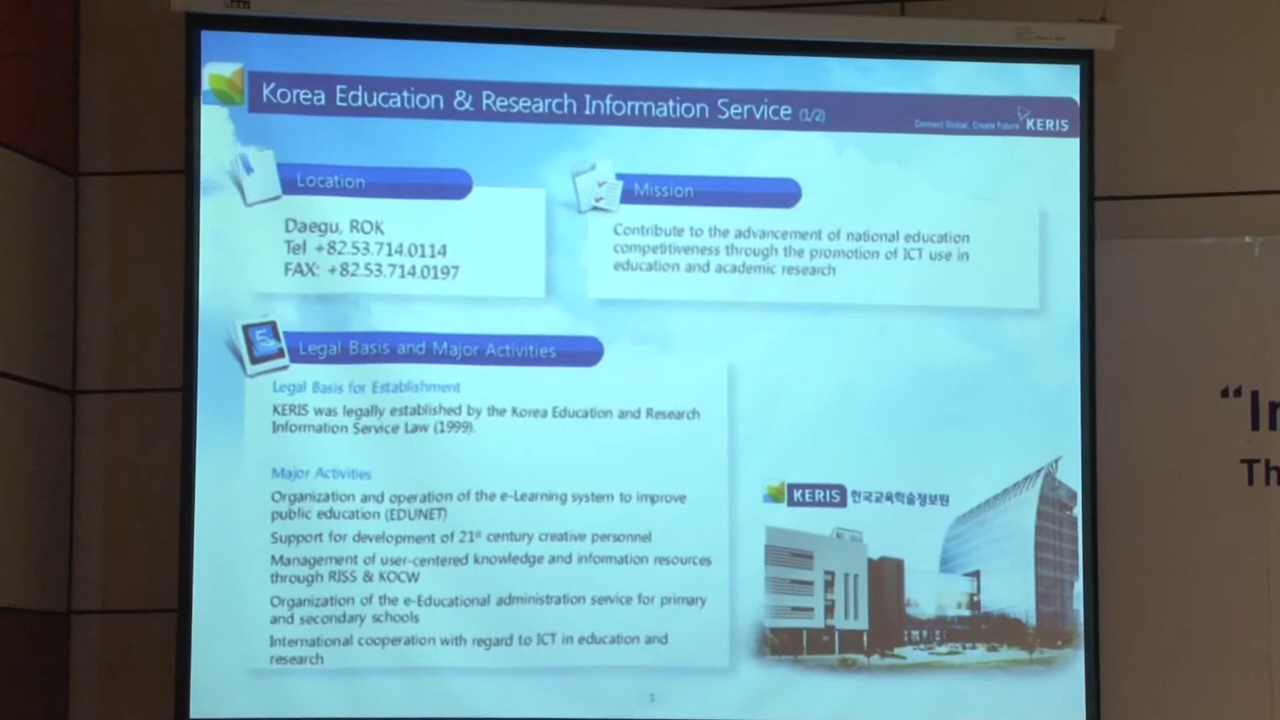 Korea Education & Research Information Service (1/2)
Connect Global, Create Future KERIS
Location
Daegu, ROK
Tel +82.53.714.0114
FAX: +82.53.714.0197
Mission
Contribute to the advancement of national education
competitiveness through the promotion of ICT use in
education and academic research
Legal Basis and Major Activities
Legal Basis for Establishment
KERIS was legally established by the Korea Education and Research
Information Service Law (1999).
Major Activities
Organization and operation of the e-Learning system to improve
public education (EDUNET)
Support for development of 21st century creative personnel
Management of user-centered knowledge and information resources
through RISS & KOCW
Organization of the e-Educational administration service for primary
and secondary schools
International cooperation with regard to ICT in education and
research
KERIS 한국교육학술정보원
1
“In
Th